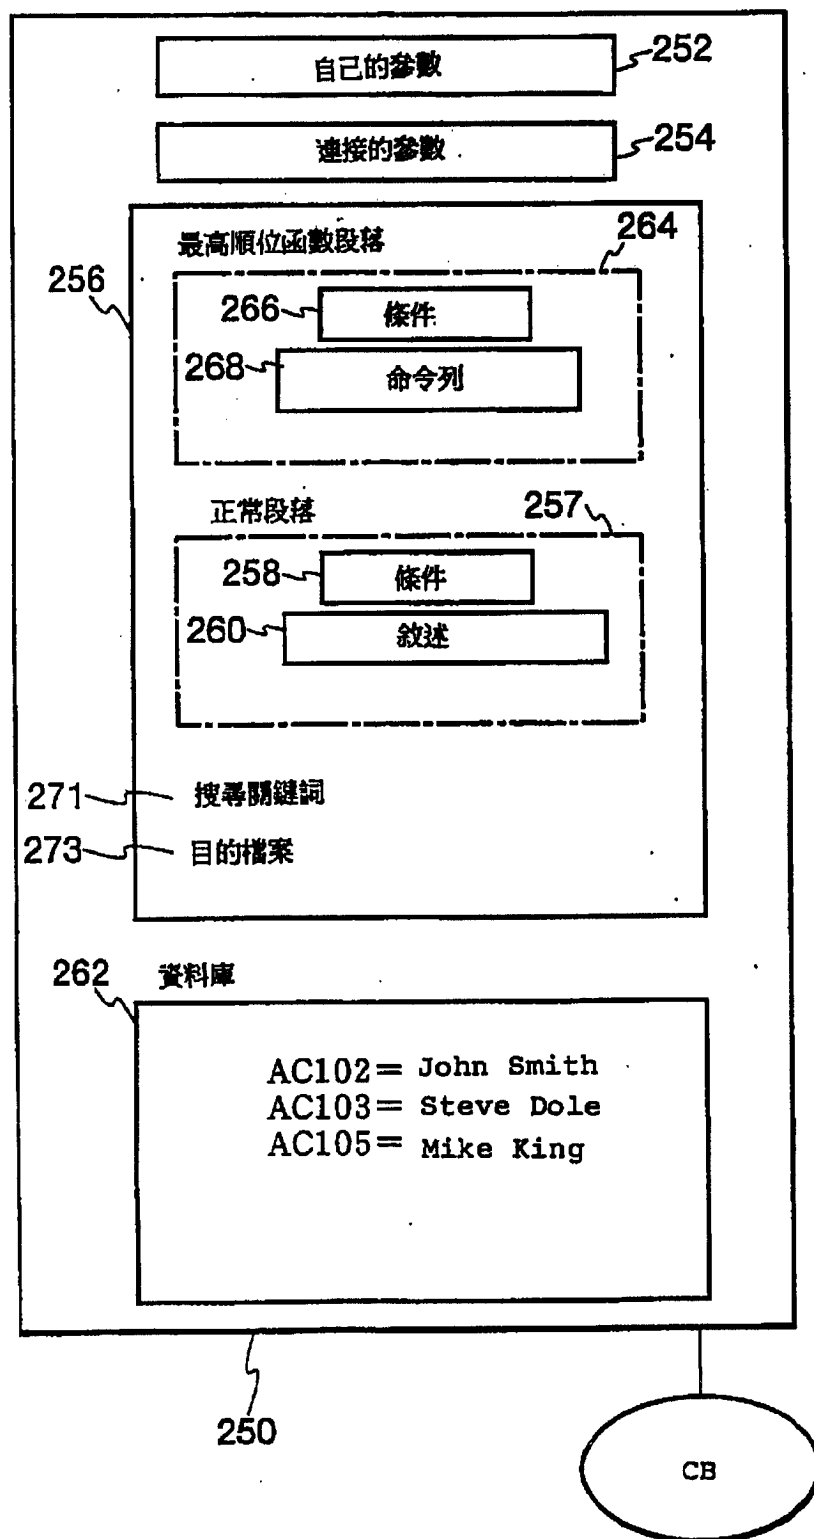 自己的參數
252
連接的參數
254
最高順位函數段落
264
256
266
條件
268
命令列
正常段落
257
258
條件
260
敘述
271
搜尋關鍵詞
273
目的檔案
262
資料庫
AC102= John Smith
AC103= Steve Dole
AC105= Mike King
250
CB